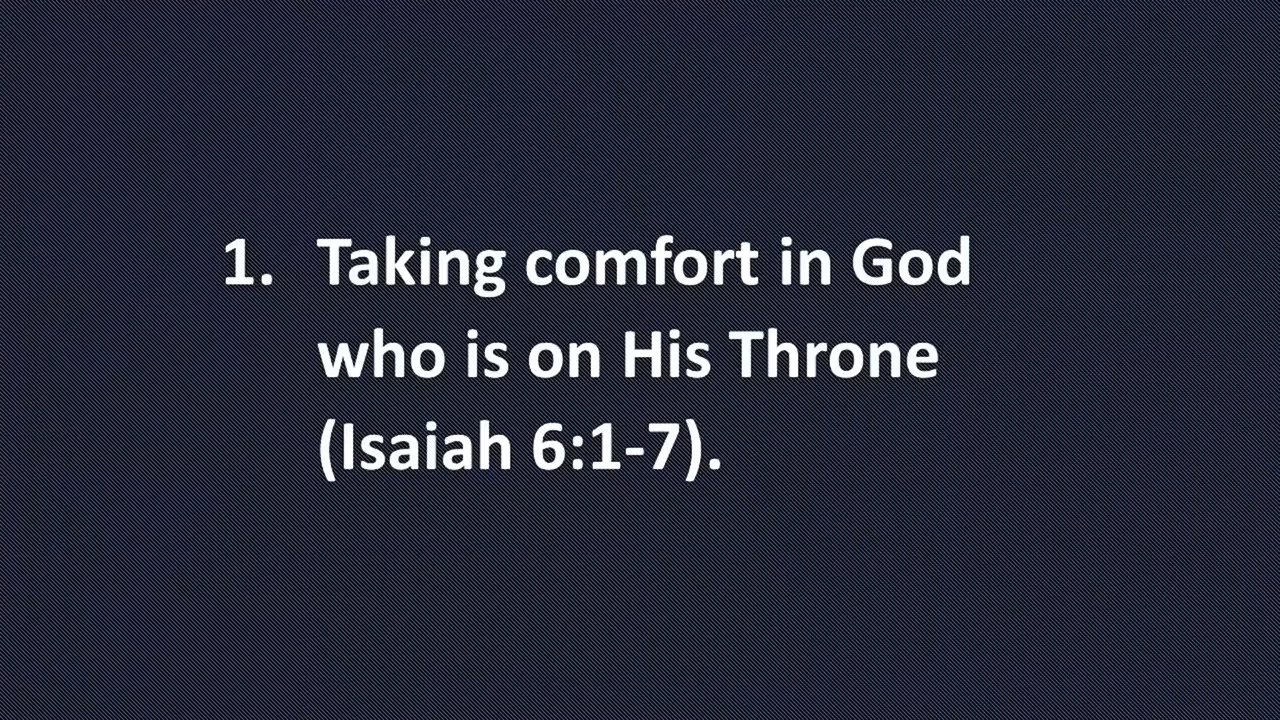 1. Taking comfort in God
who is on His Throne
(Isaiah 6:1-7).